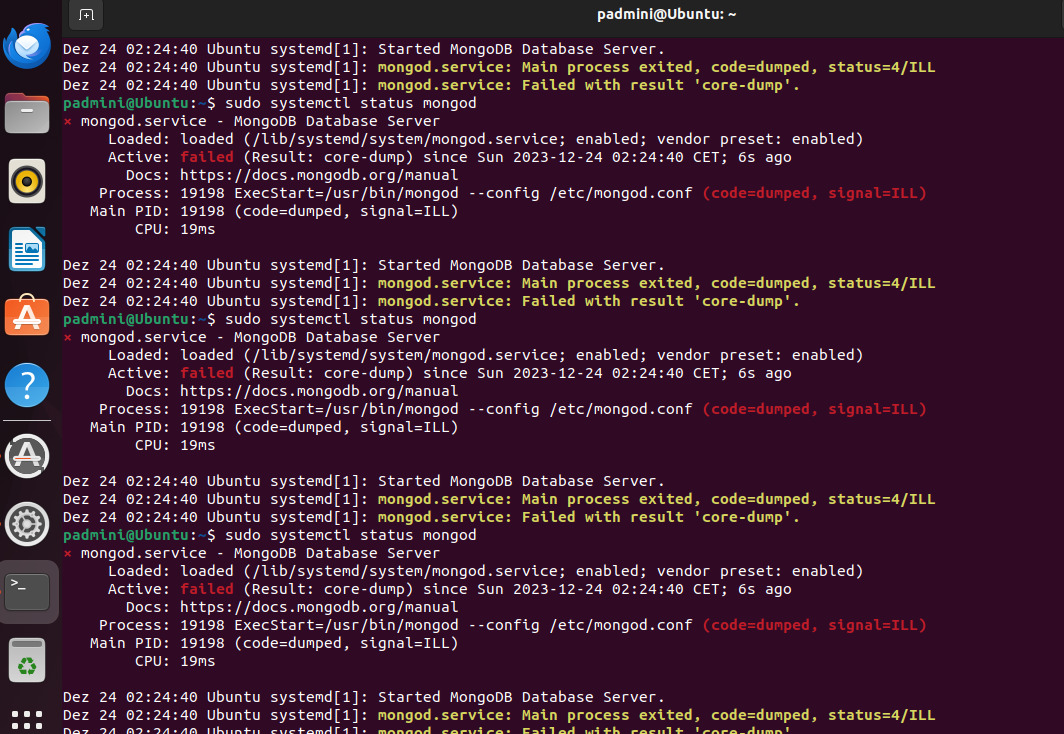 padmini@Ubuntu: ~
Dez 24 02:24:40 Ubuntu systemd[1]: Started MongoDB Database Server.
Dez 24 02:24:40 Ubuntu systemd[1]: mongod.service: Main process exited, code=dumped, status=4/ILL
Dez 24 02:24:40 Ubuntu systemd[1]: mongod.service: Failed with result 'core-dump'.
padmini@Ubuntu:~$ sudo systemctl status mongod
× mongod.service - MongoDB Database Server
Loaded: loaded (/lib/systemd/system/mongod.service; enabled; vendor preset: enabled)
Active: failed (Result: core-dump) since Sun 2023-12-24 02:24:40 CET; 6s ago
Docs: https://docs.mongodb.org/manual
Process: 19198 ExecStart=/usr/bin/mongod --config /etc/mongod.conf (code=dumped, signal=ILL)
Main PID: 19198 (code=dumped, signal=ILL)
CPU: 19ms
Dez 24 02:24:40 Ubuntu systemd[1]: Started MongoDB Database Server.
Dez 24 02:24:40 Ubuntu systemd[1]: mongod.service: Main process exited, code=dumped, status=4/ILL
Dez 24 02:24:40 Ubuntu systemd[1]: mongod.service: Failed with result 'core-dump'.
padmini@Ubuntu:~$ sudo systemctl status mongod
× mongod.service - MongoDB Database Server
Loaded: loaded (/lib/systemd/system/mongod.service; enabled; vendor preset: enabled)
Active: failed (Result: core-dump) since Sun 2023-12-24 02:24:40 CET; 6s ago
Docs: https://docs.mongodb.org/manual
Process: 19198 ExecStart=/usr/bin/mongod --config /etc/mongod.conf (code=dumped, signal=ILL)
Main PID: 19198 (code=dumped, signal=ILL)
CPU: 19ms
Dez 24 02:24:40 Ubuntu systemd[1]: Started MongoDB Database Server.
Dez 24 02:24:40 Ubuntu systemd[1]: mongod.service: Main process exited, code=dumped, status=4/ILL
Dez 24 02:24:40 Ubuntu systemd[1]: mongod.service: Failed with result 'core-dump'.
padmini@Ubuntu:~$ sudo systemctl status mongod
× mongod.service - MongoDB Database Server
Loaded: loaded (/lib/systemd/system/mongod.service; enabled; vendor preset: enabled)
Active: failed (Result: core-dump) since Sun 2023-12-24 02:24:40 CET; 6s ago
Docs: https://docs.mongodb.org/manual
Process: 19198 ExecStart=/usr/bin/mongod --config /etc/mongod.conf (code=dumped, signal=ILL)
Main PID: 19198 (code=dumped, signal=ILL)
CPU: 19ms
Dez 24 02:24:40 Ubuntu systemd[1]: Started MongoDB Database Server.
Dez 24 02:24:40 Ubuntu systemd[1]: mongod.service: Main process exited, code=dumped, status=4/ILL
Dez 24 02:24:40 Ubuntu systemd[1]: mongod.service: Failed with result 'core-dump'.